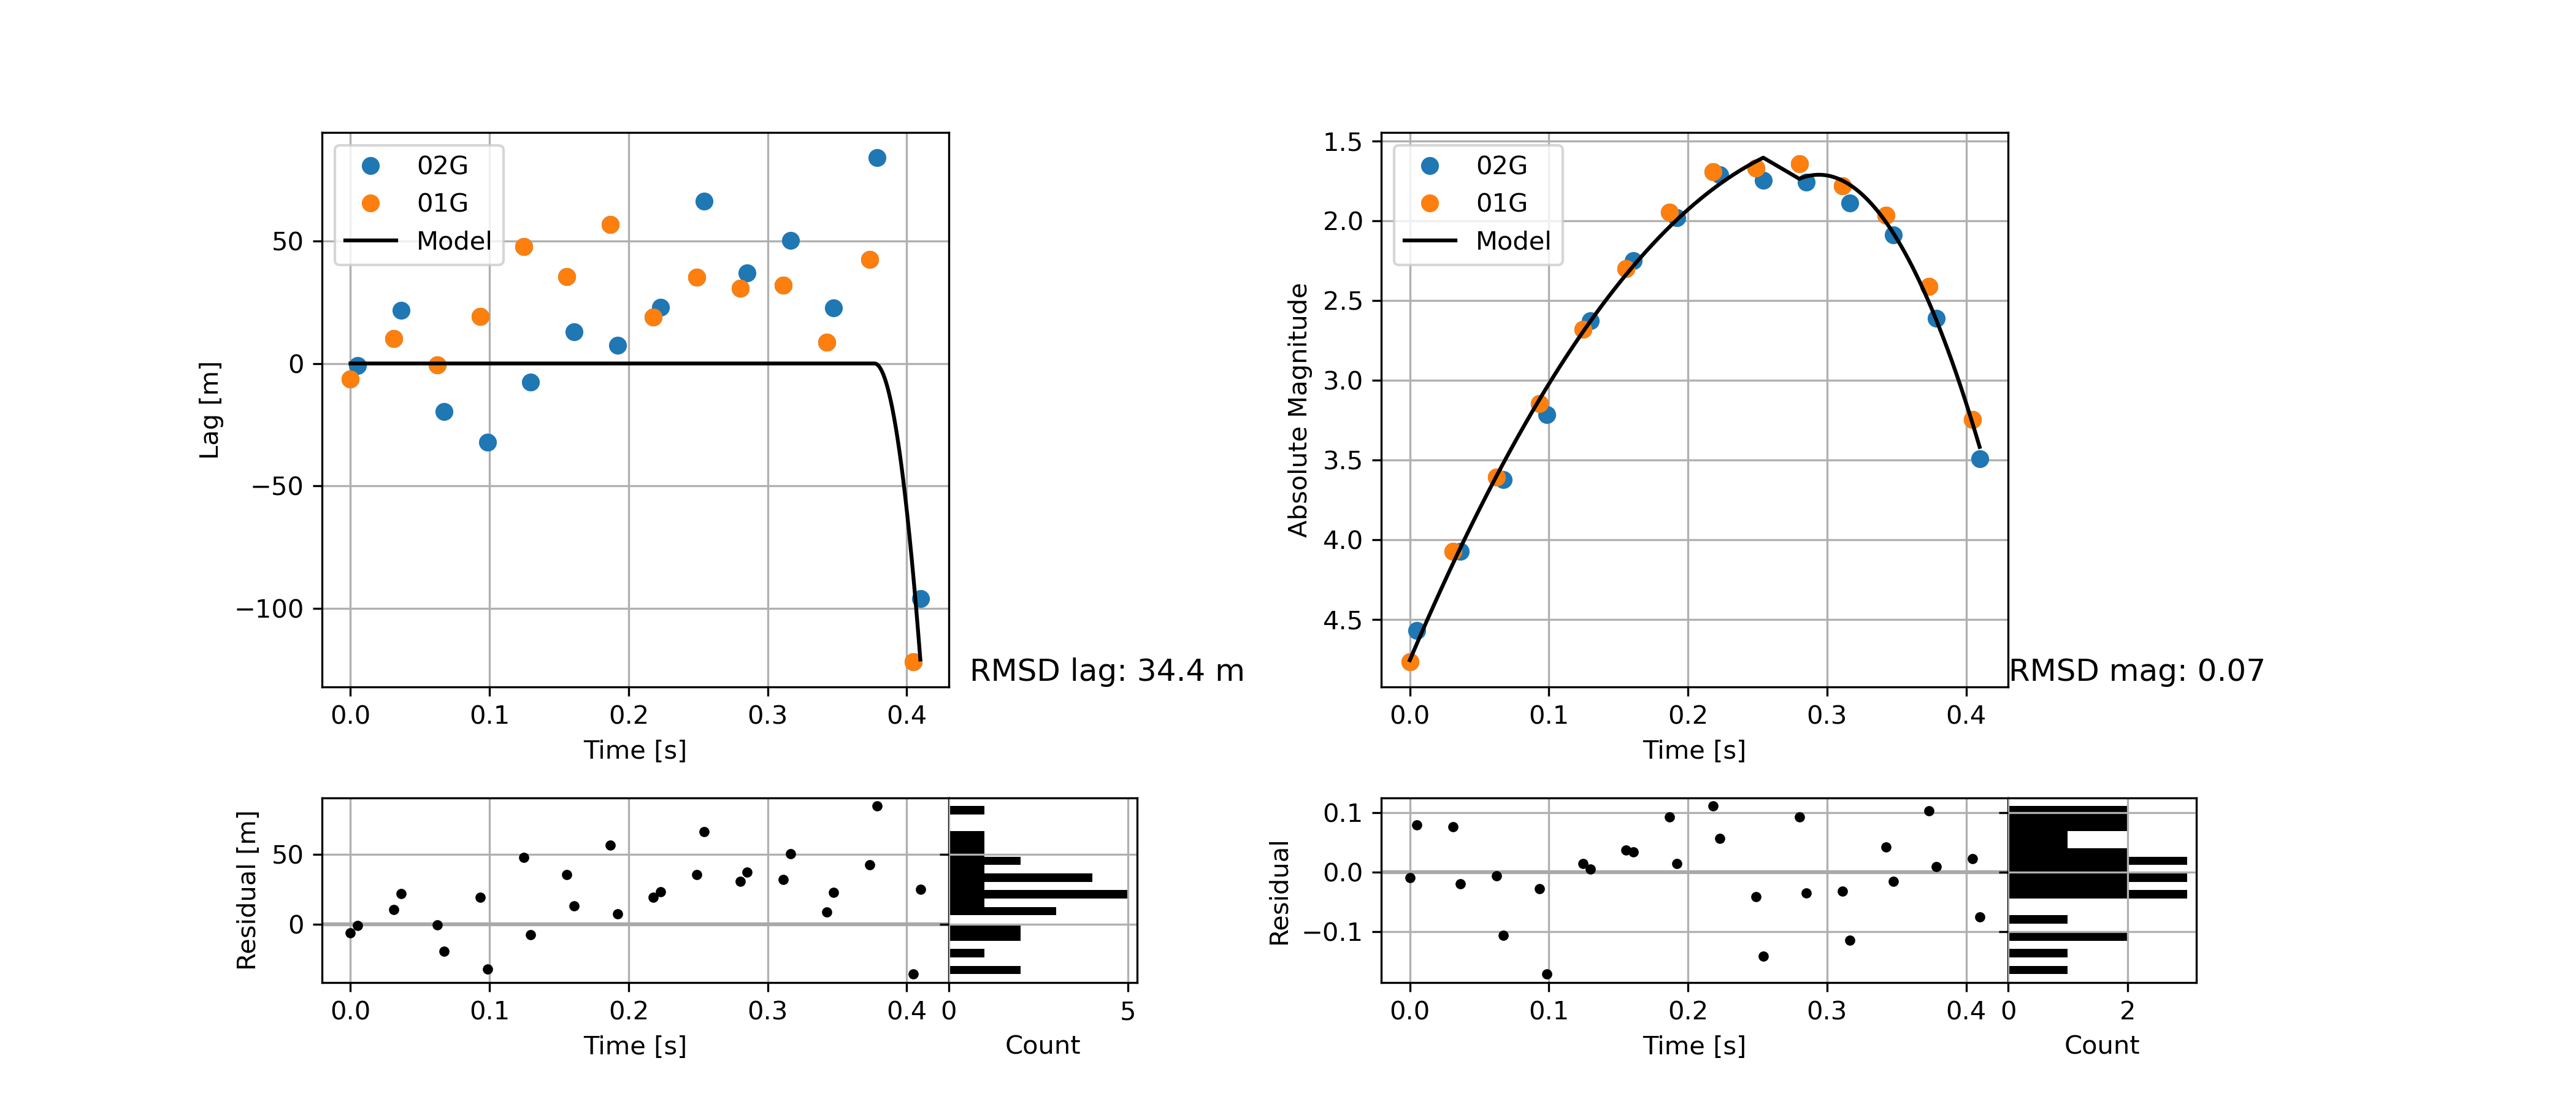 02G
01G
Model
50
0
−50
−100
Lag [m]
0.0 0.1 0.2 0.3 0.4
Time [s]
RMSD lag: 34.4 m
02G
01G
Model
1.5
2.0
2.5
3.0
3.5
4.0
4.5
Absolute Magnitude
0.0 0.1 0.2 0.3 0.4
Time [s]
RMSD mag: 0.07
50
0
Residual [m]
0.0 0.1 0.2 0.3 0.4
Time [s]
0 5
Count
0.1
0.0
−0.1
Residual
0.0 0.1 0.2 0.3 0.4
Time [s]
0 2
Count